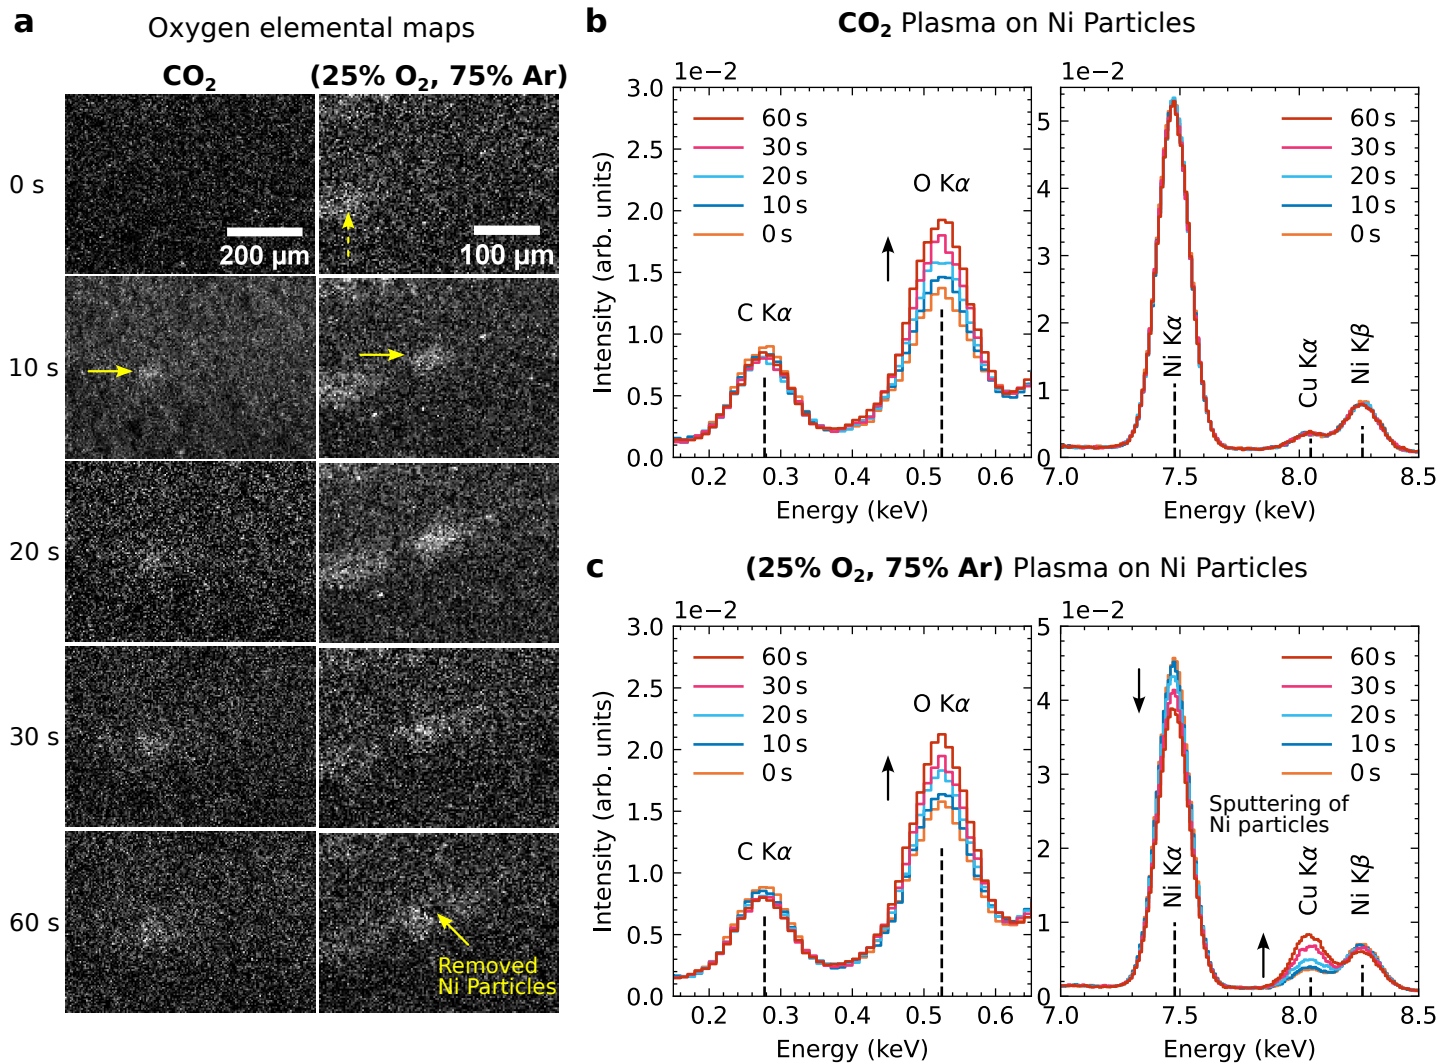 a
Oxygen elemental maps
CO₂
(25% O₂, 75% Ar)
0 s
200 µm
100 µm
10 s
20 s
30 s
60 s
Removed
Ni Particles
b
CO₂ Plasma on Ni Particles
1e−2
3.0
2.5
2.0
1.5
1.0
0.5
0.0
Intensity (arb. units)
60 s
30 s
20 s
10 s
0 s
C Kα
O Kα
0.2
0.3
0.4
0.5
0.6
Energy (keV)
1e−2
5
4
3
2
1
0
60 s
30 s
20 s
10 s
0 s
Ni Kα
Cu Kα
Ni Kβ
7.0
7.5
8.0
8.5
Energy (keV)
c
(25% O₂, 75% Ar) Plasma on Ni Particles
1e−2
3.0
2.5
2.0
1.5
1.0
0.5
0.0
Intensity (arb. units)
60 s
30 s
20 s
10 s
0 s
C Kα
O Kα
0.2
0.3
0.4
0.5
0.6
Energy (keV)
1e−2
5
4
3
2
1
0
60 s
30 s
20 s
10 s
0 s
Sputtering of
Ni particles
Ni Kα
Cu Kα
Ni Kβ
7.0
7.5
8.0
8.5
Energy (keV)